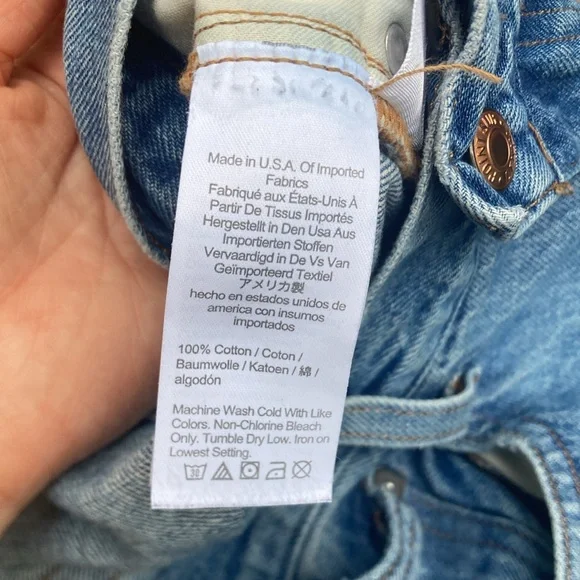 Made in U.S.A. Of Imported
Fabrics
Fabriqué aux États-Unis À
Partir De Tissus Importés
Hergestellt in Den Usa Aus
Importierten Stoffen
Vervaardigd in De Vs Van
Geïmporteerd Textiel
アメリカ製
hecho en estados unidos de
america con insumos
importados
100% Cotton / Coton /
Baumwolle / Katoen / 綿 /
algodón
Machine Wash Cold With Like
Colors. Non-Chlorine Bleach
Only. Tumble Dry Low. Iron on
Lowest Setting.